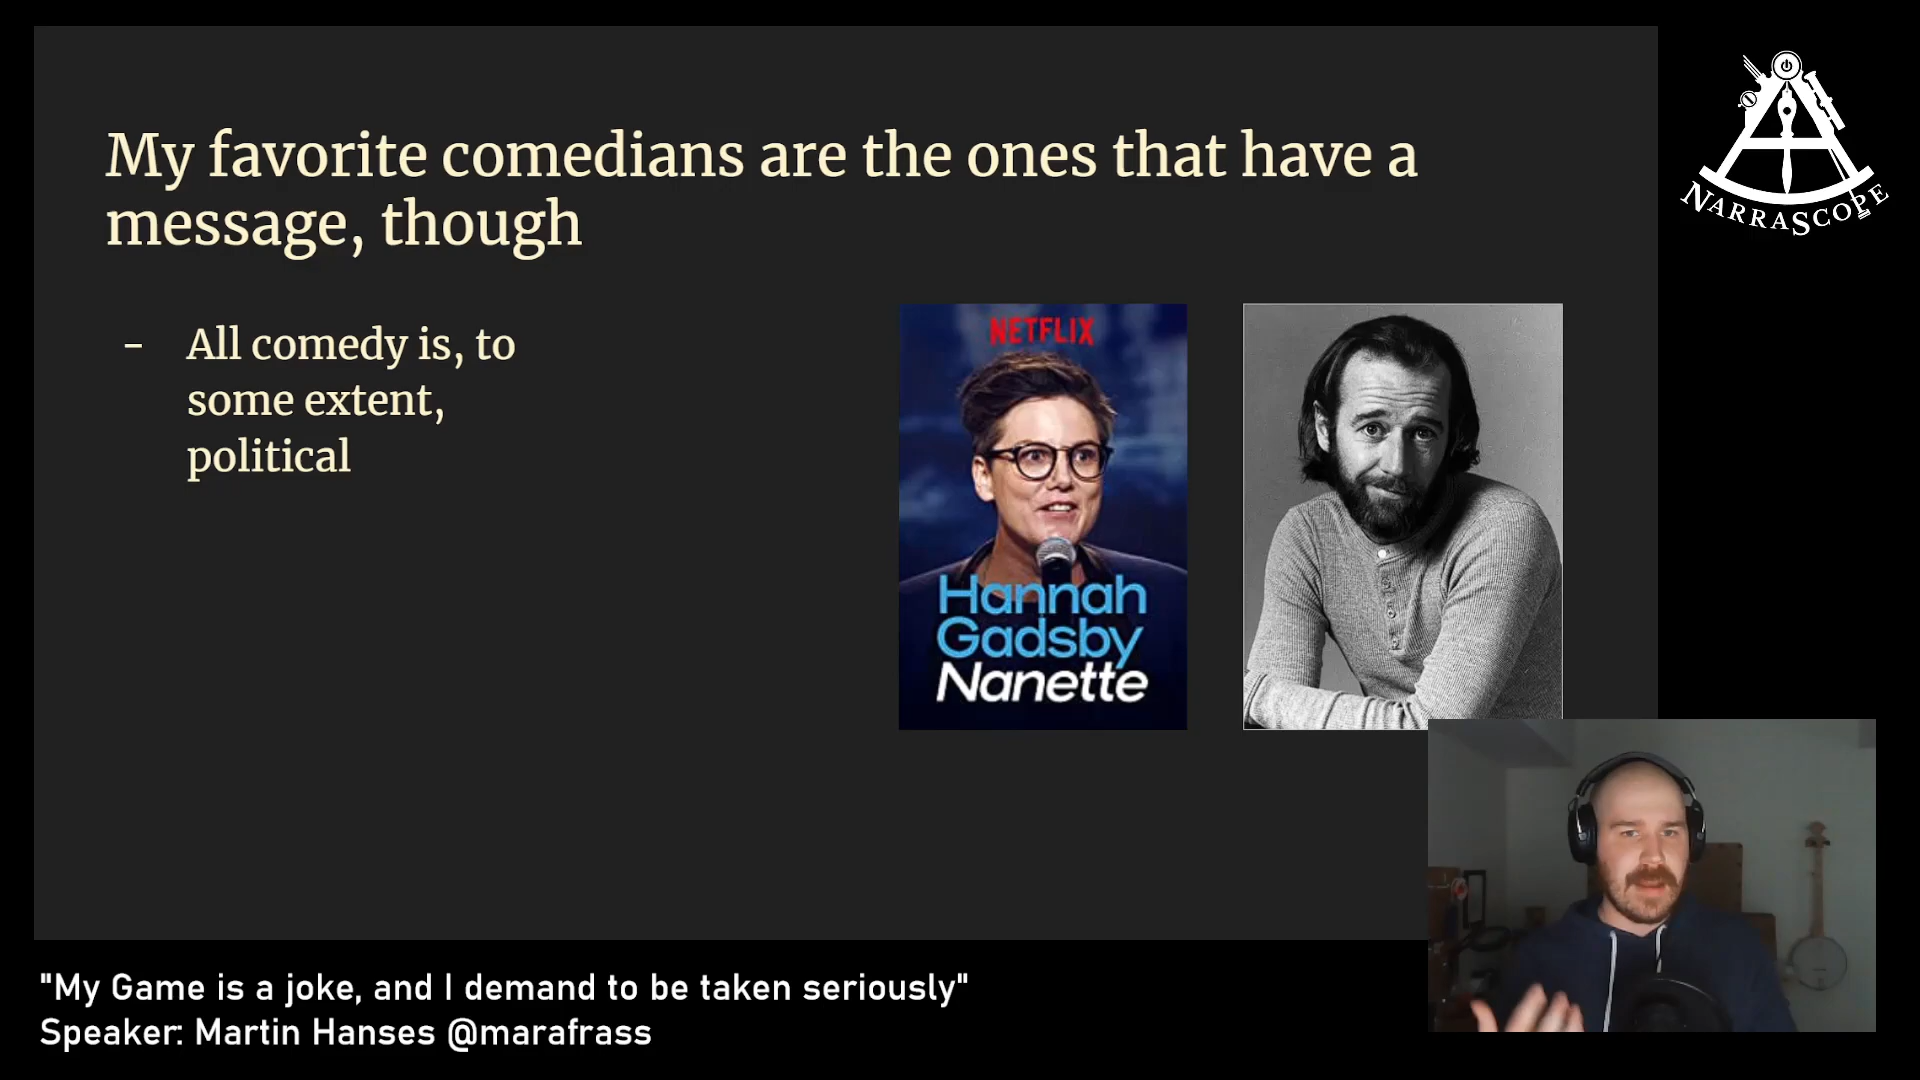 My favorite comedians are the ones that have a
message, though
- All comedy is, to
some extent,
political
NETFLIX
Hannah
Gadsby
Nanette
NARRASCOPE
"My Game is a joke, and I demand to be taken seriously"
Speaker: Martin Hanses @marafrass